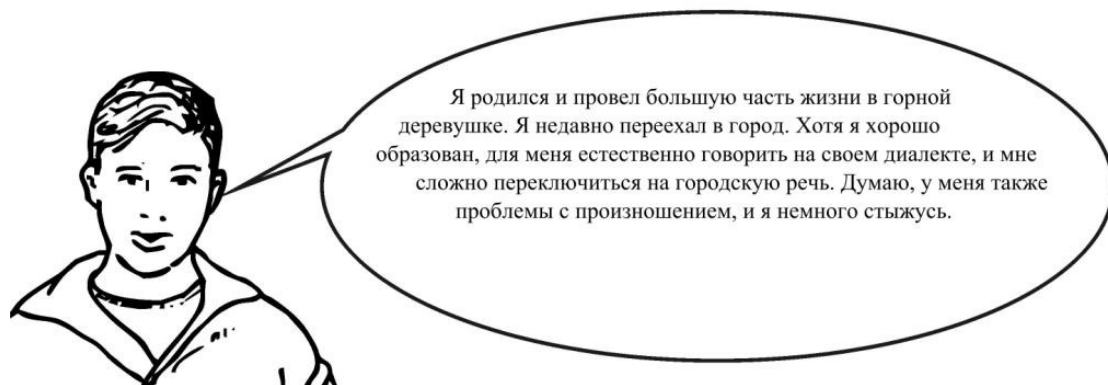 Я родился и провел большую часть жизни в горной
деревушке. Я недавно переехал в город. Хотя я хорошо
образован, для меня естественно говорить на своем диалекте, и мне
сложно переключиться на городскую речь. Думаю, у меня также
проблемы с произношением, и я немного стыжусь.